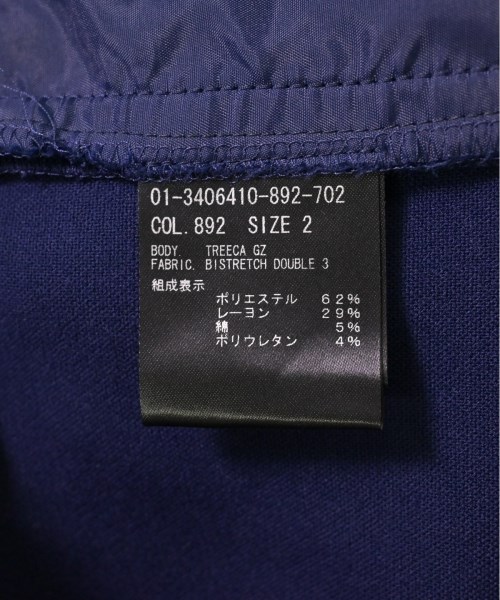 01-3406410-892-702
COL.892 SIZE 2
BODY. TREECA GZ
FABRIC. BISTRETCH DOUBLE 3
組成表示
ポリエステル 62%
レーヨン 29%
綿 5%
ポリウレタン 4%